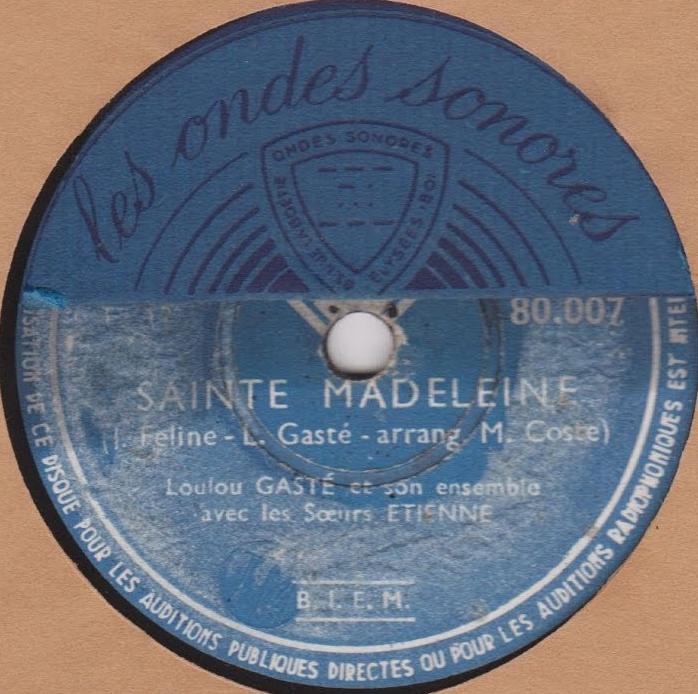 les ondes sonores
ONDES SONORES
ELYSÉES
80.007
SAINTE MADELEINE
(J. Feline - L. Gasté - arrang. M. Coste)
Loulou GASTÉ et son ensemble
avec les Sœurs ETIENNE
B. I. E. M.
DE CE DISQUE POUR LES AUDITIONS PUBLIQUES DIRECTES OU POUR LES AUDITIONS RADIOPHONIQUES EST